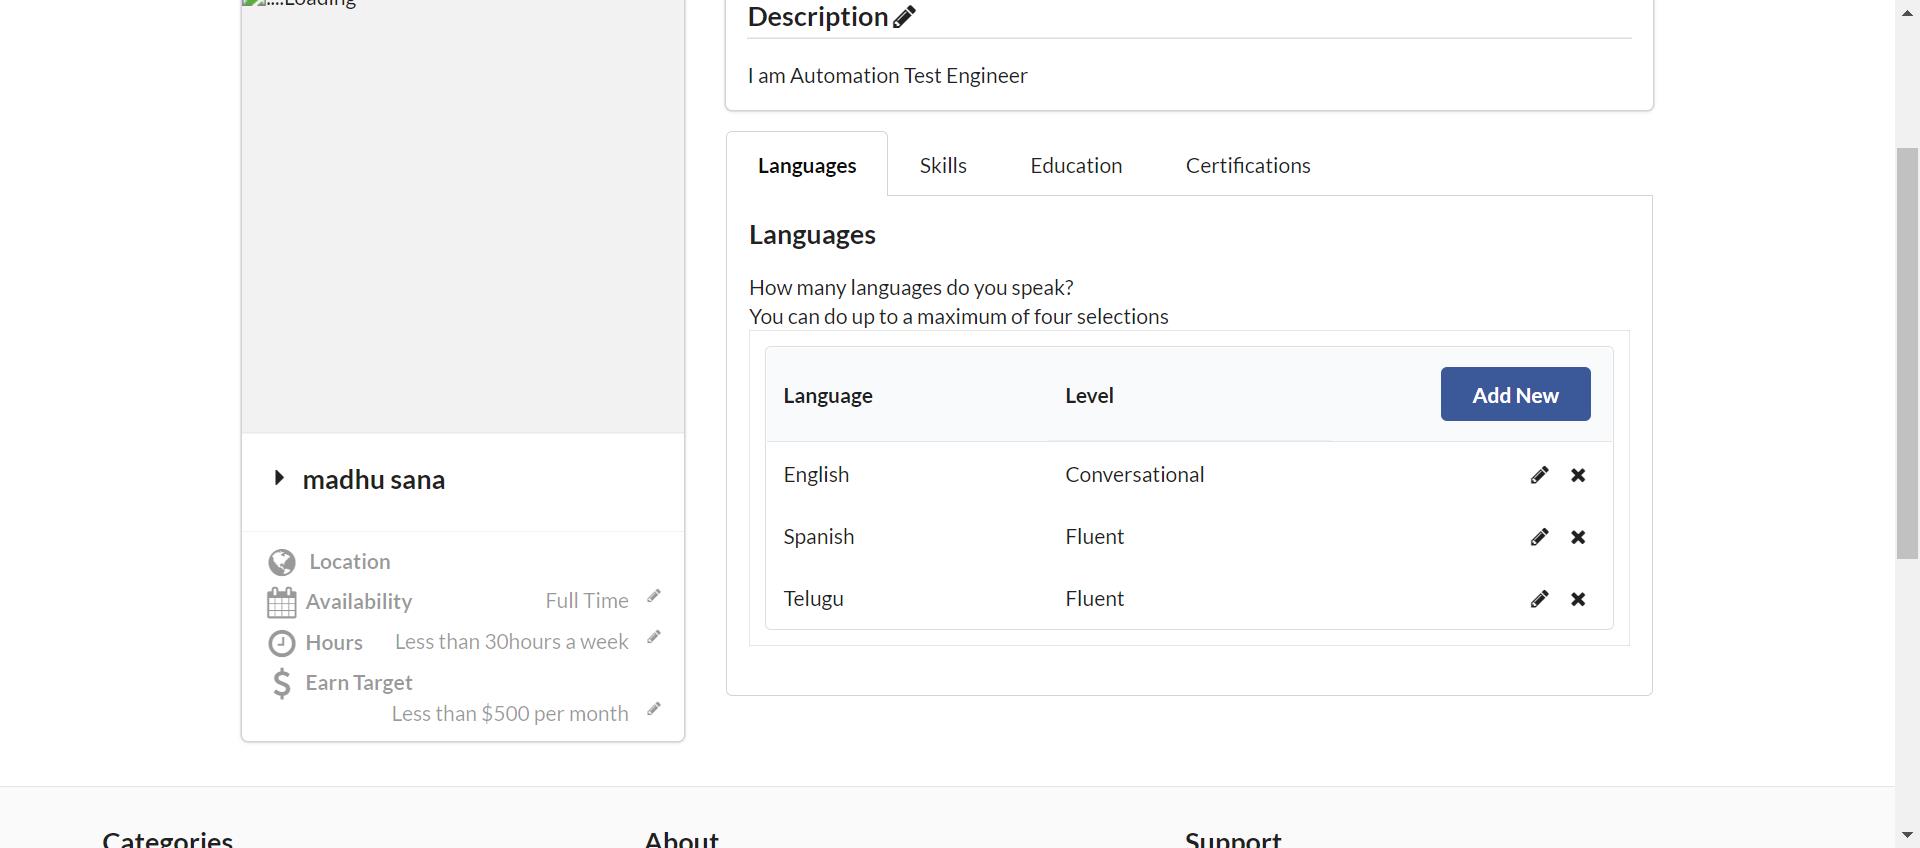 ....Loading
madhu sana
Location
Availability Full Time
Hours Less than 30hours a week
Earn Target
Less than $500 per month
Description
I am Automation Test Engineer
Languages Skills Education Certifications
Languages
How many languages do you speak?
You can do up to a maximum of four selections
Language Level Add New
English Conversational
Spanish Fluent
Telugu Fluent
Categories About Support